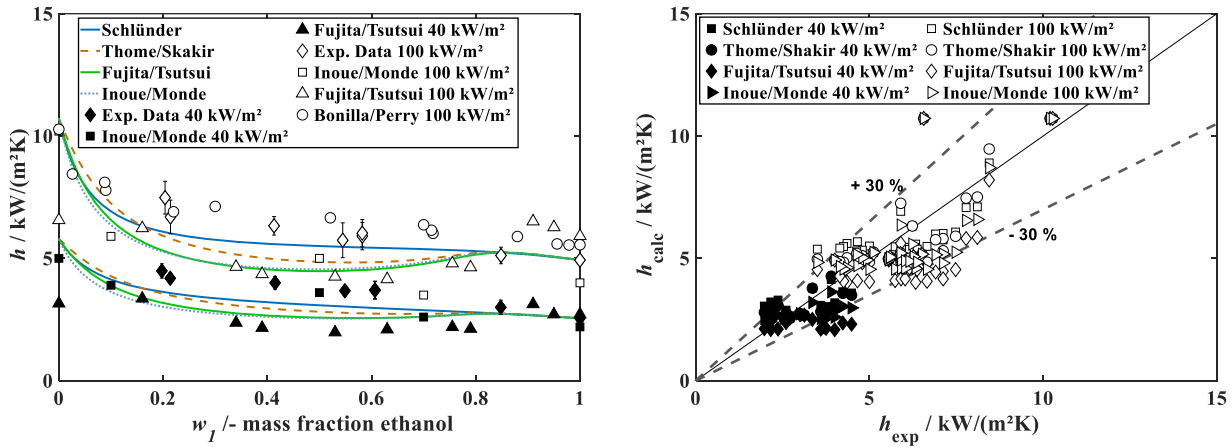 15
10
5
0
h / kW/(m²K)
Schlünder
Thome/Skakir
Fujita/Tsutsui
Inoue/Monde
Exp. Data 40 kW/m²
Inoue/Monde 40 kW/m²
Fujita/Tsutsui 40 kW/m²
Exp. Data 100 kW/m²
Inoue/Monde 100 kW/m²
Fujita/Tsutsui 100 kW/m²
Bonilla/Perry 100 kW/m²
0 0.2 0.4 0.6 0.8 1.0
w1 /- mass fraction ethanol
15
10
5
0
hcalc / kW/(m²K)
Schlünder 40 kW/m²
Thome/Shakir 40 kW/m²
Fujita/Tsutsui 40 kW/m²
Inoue/Monde 40 kW/m²
Schlünder 100 kW/m²
Thome/Shakir 100 kW/m²
Fujita/Tsutsui 100 kW/m²
Inoue/Monde 100 kW/m²
+ 30 %
- 30 %
0 5 10 15
hexp / kW/(m²K)